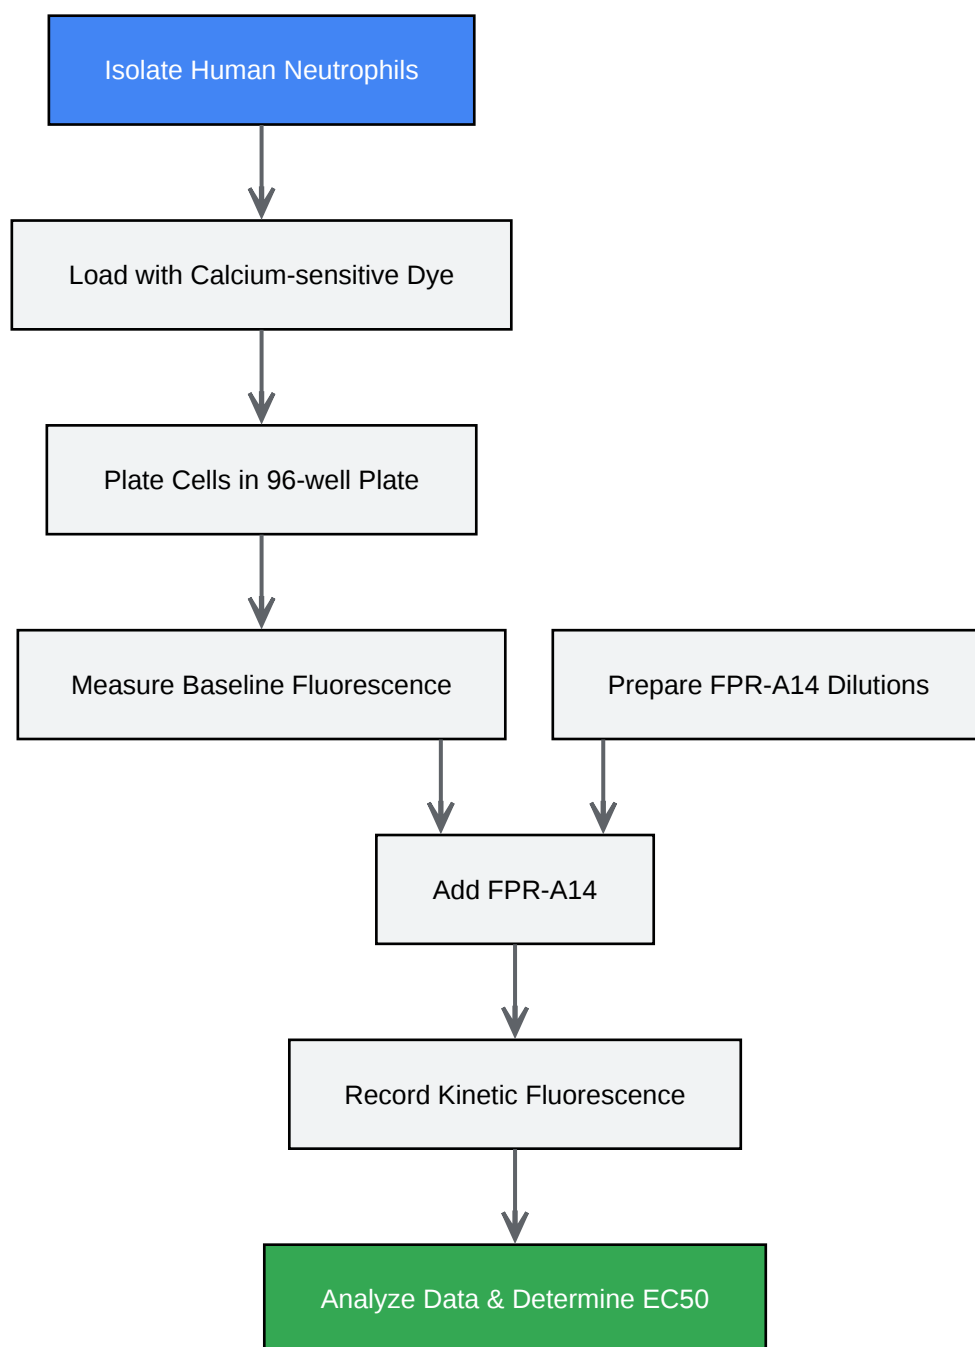 Isolate Human Neutrophils
Load with Calcium-sensitive Dye
Plate Cells in 96-well Plate
Measure Baseline Fluorescence
Prepare FPR-A14 Dilutions
Add FPR-A14
Record Kinetic Fluorescence
Analyze Data & Determine EC50